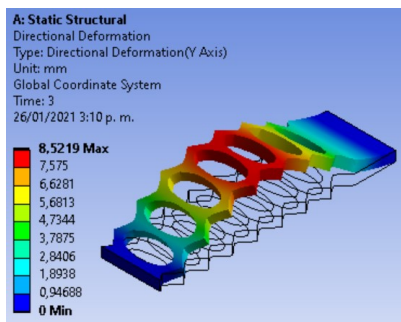 A: Static Structural
Directional Deformation
Type: Directional Deformation(Y Axis)
Unit: mm
Global Coordinate System
Time: 3
26/01/2021 3:10 p. m.
8,5219 Max
7,575
6,6281
5,6813
4,7344
3,7875
2,8406
1,8938
0,94688
0 Min